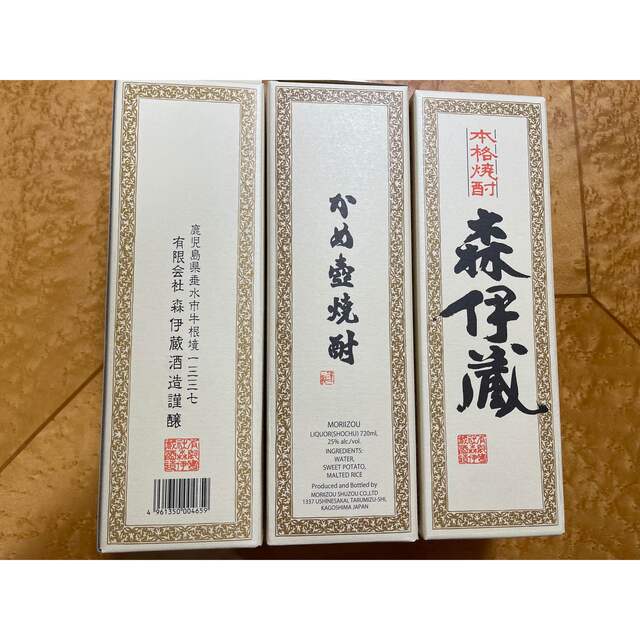 鹿児島県垂水市牛根境一三三七
有限会社 森伊蔵酒造謹醸
4 961350 004659
かめ壺焼酎
MORIIZOU
LIQUOR(SHOCHU) 720ml,
25% alc./vol.
INGREDIENTS:
WATER,
SWEET POTATO,
MALTED RICE
Produced and Bottled by
MORIIZOU SHUZOU CO.,LTD
1337 USHINESAKAI, TARUMIZU-SHI,
KAGOSHIMA JAPAN
本格焼酎
森伊蔵